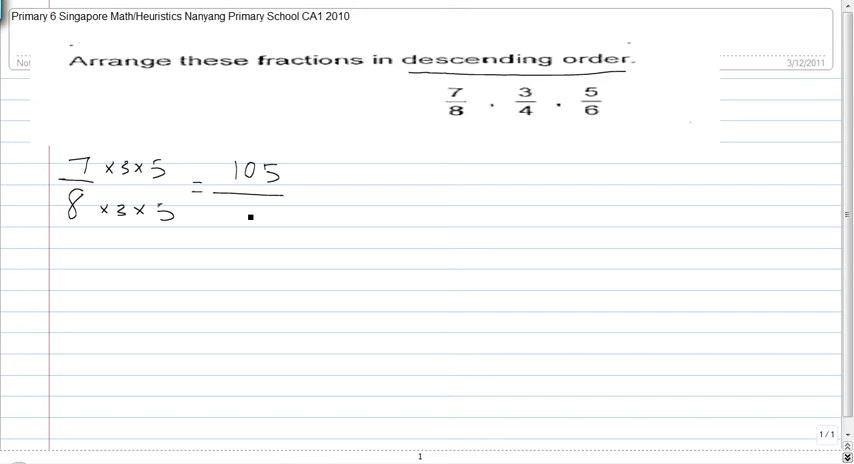 Primary 6 Singapore Math/Heuristics Nanyang Primary School CA1 2010
Not
3/12/2011
Arrange these fractions in descending order.
7/8 , 3/4 , 5/6
7 × 3 × 5 = 105
8 × 3 × 5
1 / 1
1